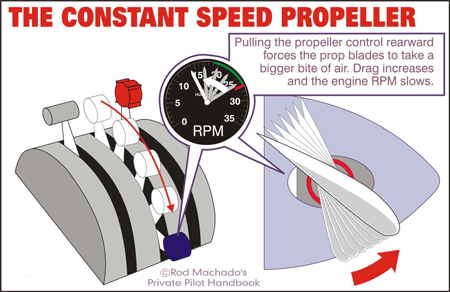 THE CONSTANT SPEED PROPELLER
Pulling the propeller control rearward
forces the prop blades to take a
bigger bite of air. Drag increases
and the engine RPM slows.
15
20
25
10
30
5
35
0
RPM
©Rod Machado's
Private Pilot Handbook